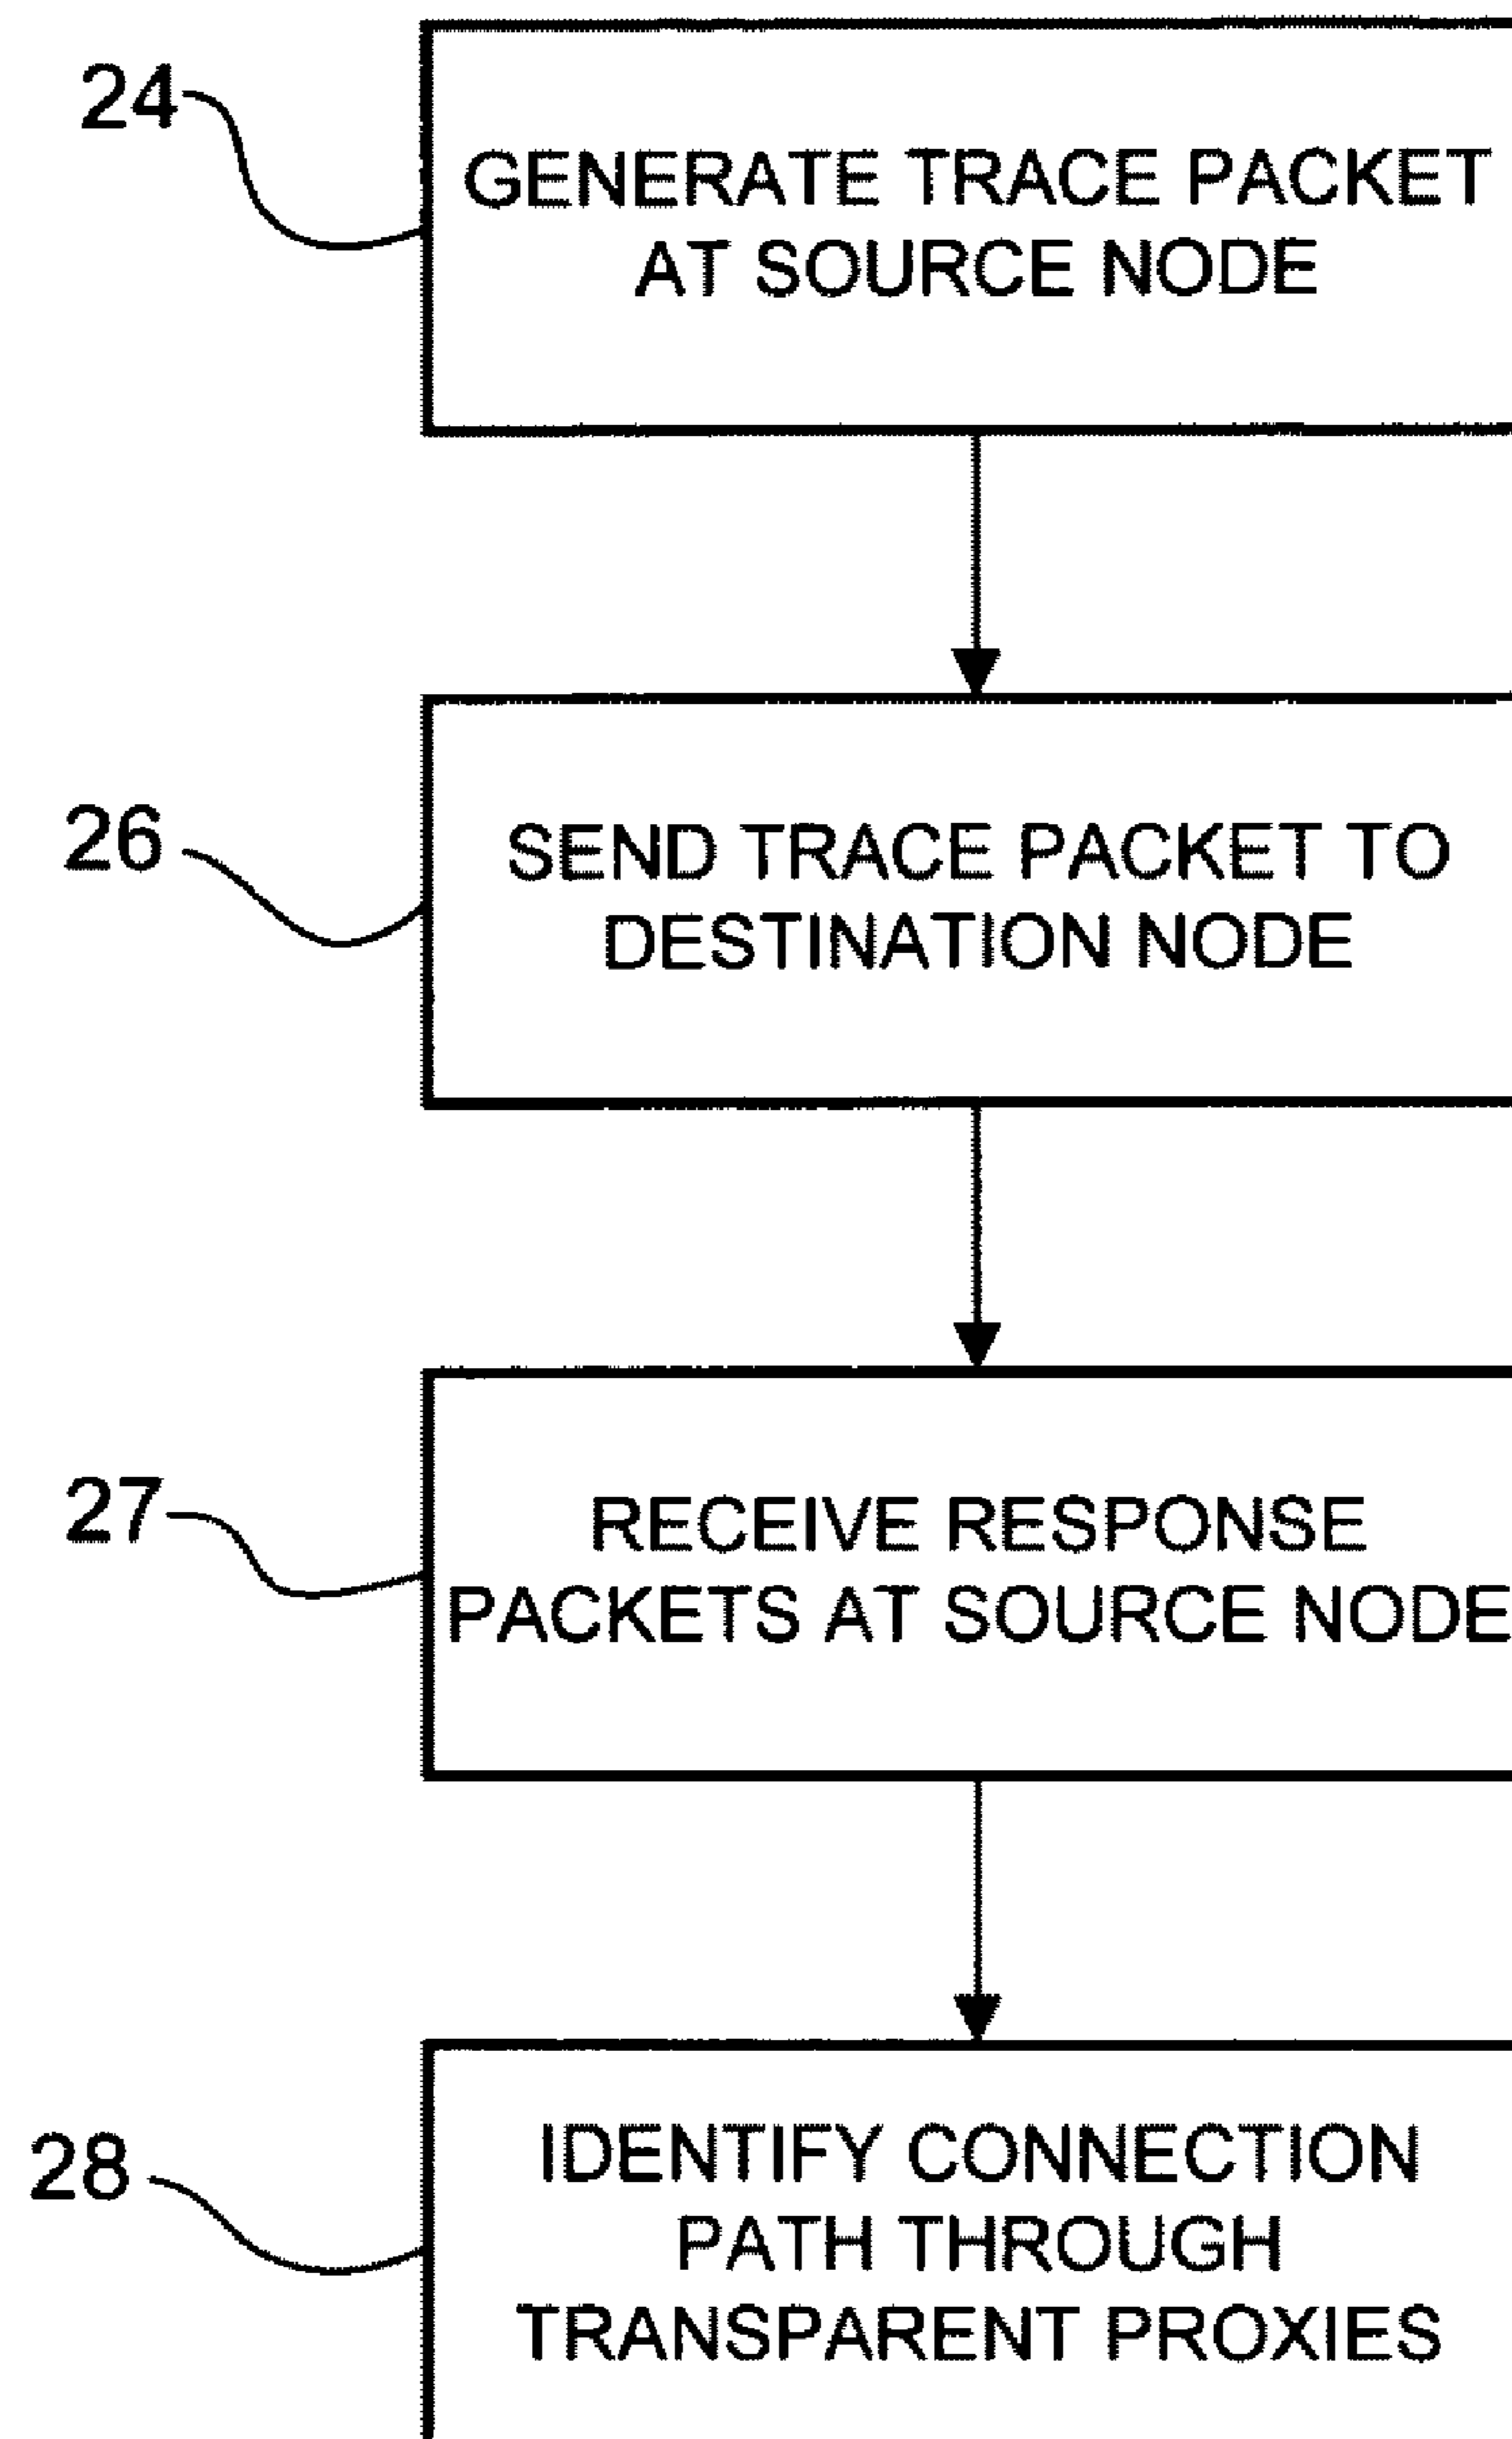 24
GENERATE TRACE PACKET
AT SOURCE NODE
26
SEND TRACE PACKET TO
DESTINATION NODE
27
RECEIVE RESPONSE
PACKETS AT SOURCE NODE
28
IDENTIFY CONNECTION
PATH THROUGH
TRANSPARENT PROXIES